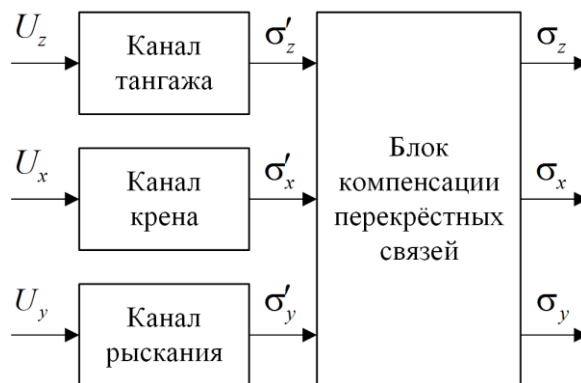 U_z
Канал
тангажа
σ′_z
σ_z
U_x
Канал
крена
σ′_x
Блок
компенсации
перекрёстных
связей
σ_x
U_y
Канал
рыскания
σ′_y
σ_y